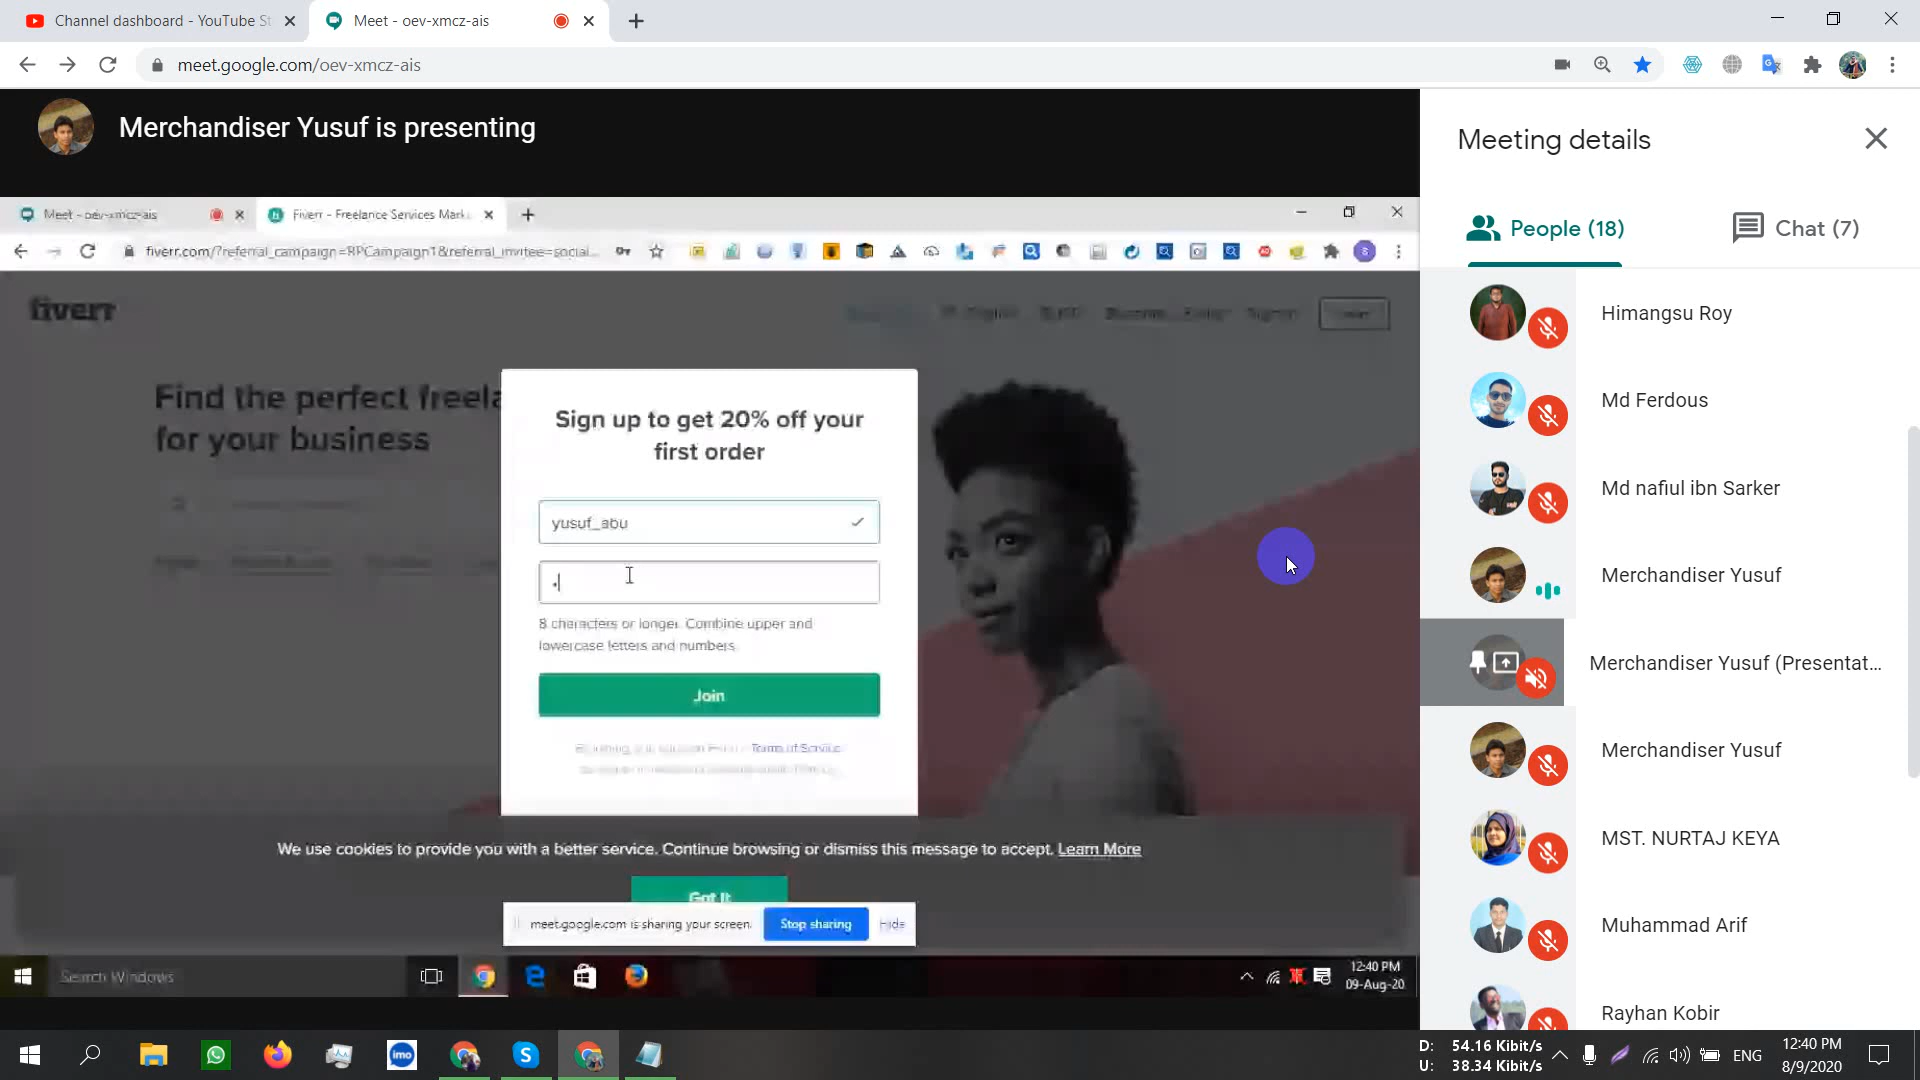 Channel dashboard - YouTube St
Meet - oev-xmcz-ais
meet.google.com/oev-xmcz-ais
Merchandiser Yusuf is presenting
Meeting details
People (18)
Chat (7)
Meet - oev-xmcz-ais
Fiverr - Freelance Services Mark
fiverr.com/?referral_campaign=RPCampaign1&referral_invitee=social...
fiverr
Find the perfect freela
for your business
Sign up to get 20% off your
first order
yusuf_abu
8 characters or longer. Combine upper and
lowercase letters and numbers.
Join
Terms of Service
We use cookies to provide you with a better service. Continue browsing or dismiss this message to accept. Learn More
Got It
meet.google.com is sharing your screen.
Stop sharing
Hide
Search Windows
12:40 PM
09-Aug-20
Himangsu Roy
Md Ferdous
Md nafiul ibn Sarker
Merchandiser Yusuf
Merchandiser Yusuf (Presentat...
Merchandiser Yusuf
MST. NURTAJ KEYA
Muhammad Arif
Rayhan Kobir
imo
D: 54.16 Kibit/s
U: 38.34 Kibit/s
ENG
12:40 PM
8/9/2020